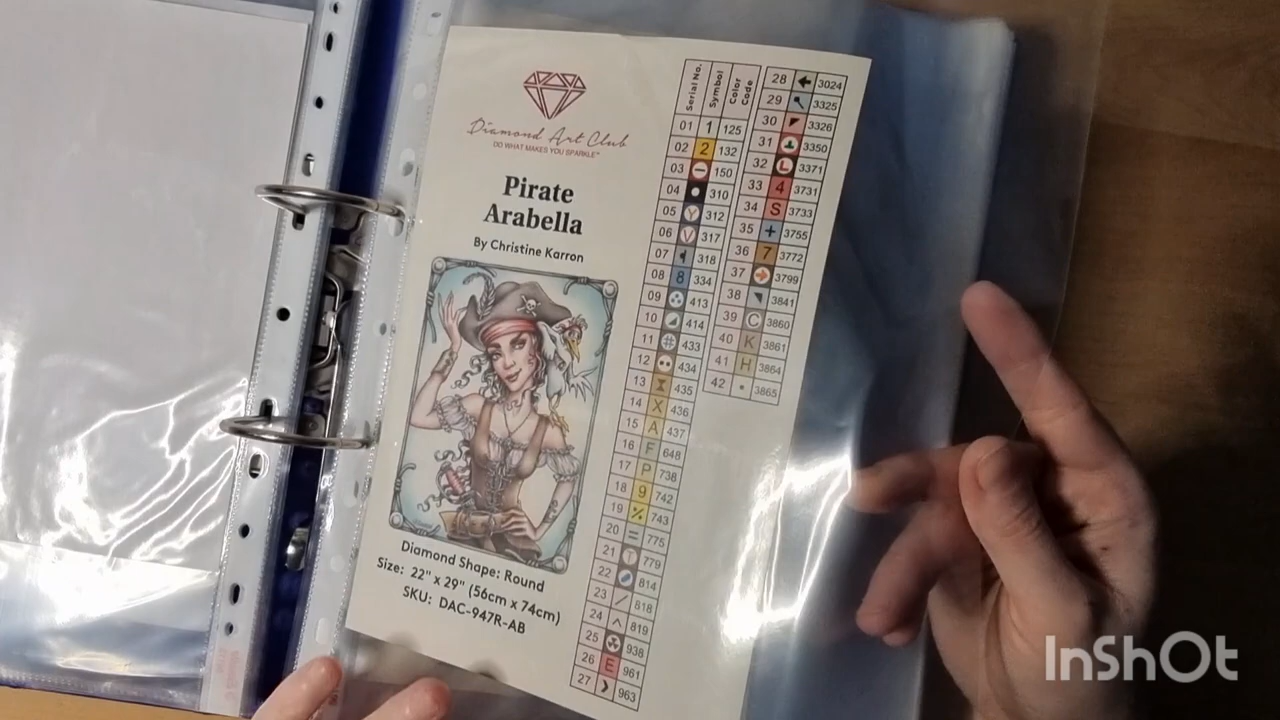 Diamond Art Club
DO WHAT MAKES YOU SPARKLE™
Pirate
Arabella
By Christine Karron
Diamond Shape: Round
Size: 22" x 29" (56cm x 74cm)
SKU: DAC-947R-AB
Serial No. Symbol Color Code
01 1 125
02 2 132
03 150
04 310
05 Y 312
06 V 317
07 318
08 8 334
09 413
10 414
11 # 433
12 434
13 435
14 X 436
15 A 437
16 F 648
17 P 738
18 9 742
19 % 743
20 = 775
21 T 779
22 814
23 / 818
24 819
25 938
26 E 961
27 963
28 3024
29 3325
30 3326
31 3350
32 L 3371
33 4 3731
34 S 3733
35 + 3755
36 7 3772
37 3799
38 3841
39 C 3860
40 K 3861
41 H 3864
42 3865
InShOt